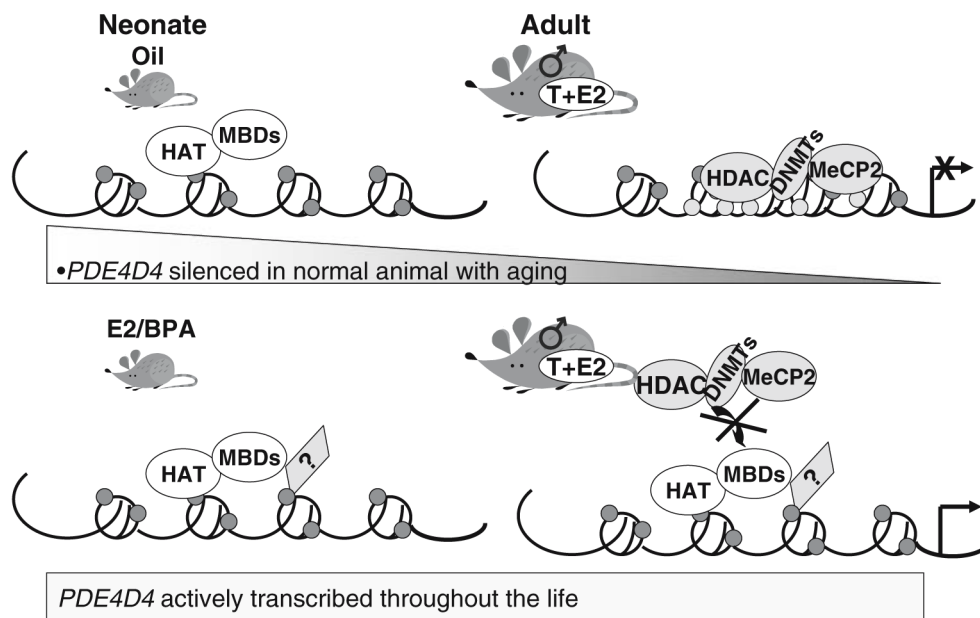 Neonate
Oil
Adult
♂
T+E2
HAT
MBDs
HDAC
DNMTs
MeCP2
X
•PDE4D4 silenced in normal animal with aging
E2/BPA
♂
T+E2
HDAC
DNMTs
MeCP2
HAT
MBDs
?
HAT
MBDs
?
PDE4D4 actively transcribed throughout the life